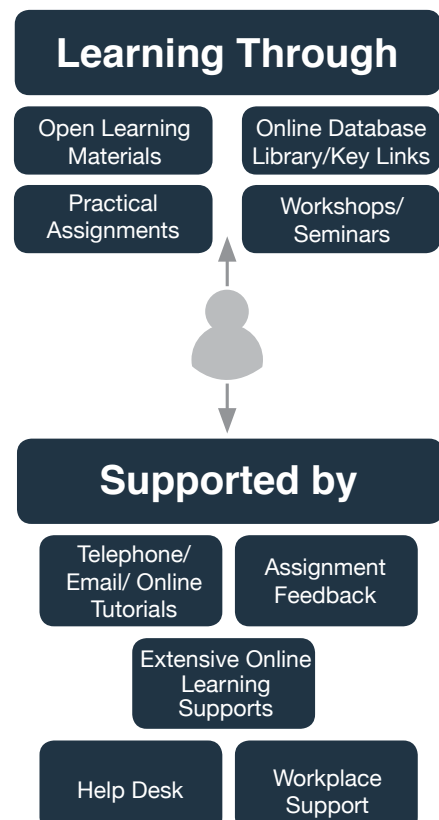 Learning Through
Open Learning
Materials
Online Database
Library/Key Links
Practical
Assignments
Workshops/
Seminars
Supported by
Telephone/
Email/ Online
Tutorials
Assignment
Feedback
Extensive Online
Learning
Supports
Help Desk
Workplace
Support